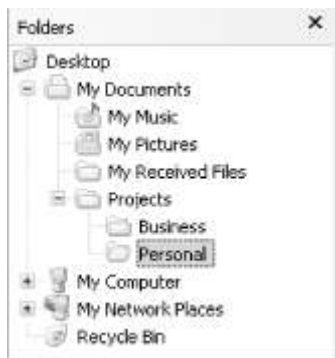 Folders
Desktop
My Documents
My Music
My Pictures
My Received Files
Projects
Business
Personal
My Computer
My Network Places
Recycle Bin